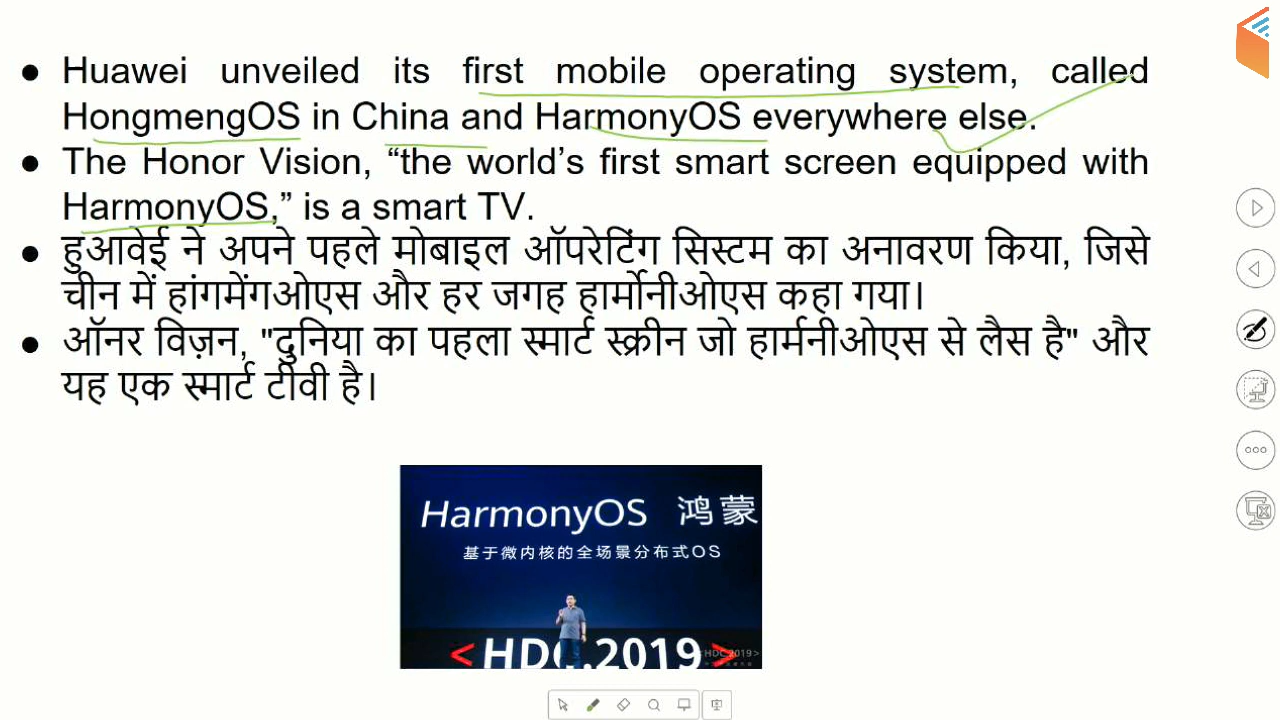 Huawei unveiled its first mobile operating system, called
HongmengOS in China and HarmonyOS everywhere else.
The Honor Vision, “the world’s first smart screen equipped with
HarmonyOS,” is a smart TV.
हुआवेई ने अपने पहले मोबाइल ऑपरेटिंग सिस्टम का अनावरण किया, जिसे
चीन में हांगमेंगओएस और हर जगह हार्मोनीओएस कहा गया।
ऑनर विज़न, "दुनिया का पहला स्मार्ट स्क्रीन जो हार्मनीओएस से लैस है" और
यह एक स्मार्ट टीवी है।
HarmonyOS 鸿蒙
基于微内核的全场景分布式OS
<HDC.2019>
<HDC.2019>